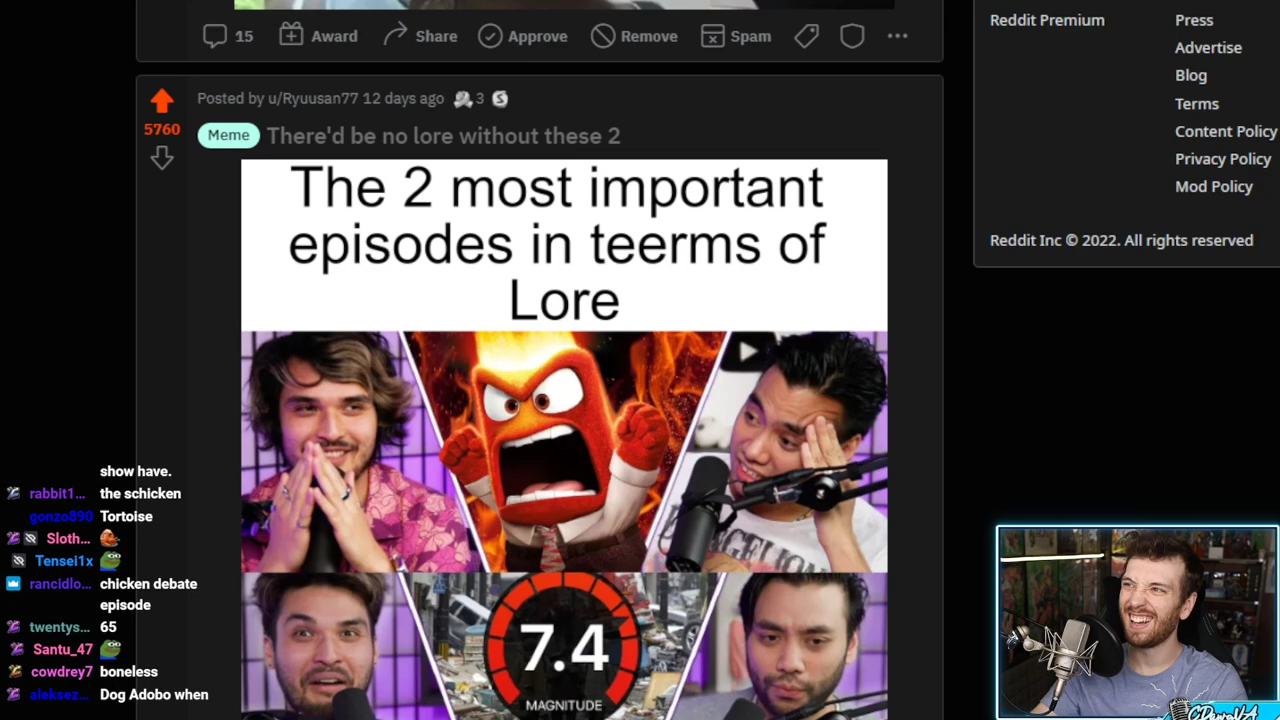 15 Award Share Approve Remove Spam
Reddit Premium
Press
Advertise
Blog
Terms
Content Policy
Privacy Policy
Mod Policy
Reddit Inc © 2022. All rights reserved
Posted by u/Ryuusan77 12 days ago 3 S
5760
Meme There'd be no lore without these 2
The 2 most important
episodes in teerms of
Lore
7.4
MAGNITUDE
show have.
rabbit1... the schicken
gonzo890 Tortoise
Sloth...
Tensei1x
rancidlo... chicken debate
episode
twentys... 65
Santu_47
cowdrey7 boneless
aleksez... Dog Adobo when